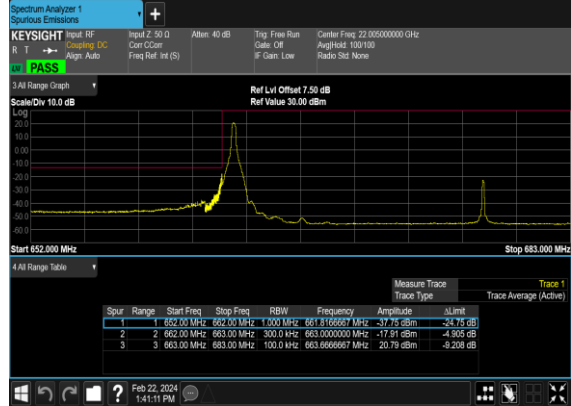 Spectrum Analyzer 1
Spurious Emissions
+
KEYSIGHT Input: RF Input Z: 50 Ω Atten: 40 dB Trig: Free Run Center Freq: 22.005000000 GHz
R T Coupling: DC Corr CCorr Gate: Off Avg|Hold: 100/100
Align: Auto Freq Ref: Int (S) IF Gain: Low Radio Std: None
LXI PASS
3 All Range Graph
Ref Lvl Offset 7.50 dB
Scale/Div 10.0 dB Ref Value 30.00 dBm
Log
20.0
10.0
0.00
-10.0
-20.0
-30.0
-40.0
-50.0
-60.0
Start 652.000 MHz Stop 683.000 MHz
4 All Range Table
Measure Trace Trace 1
Trace Type Trace Average (Active)
Spur Range Start Freq Stop Freq RBW Frequency Amplitude ΔLimit
1 1 652.00 MHz 662.00 MHz 1.000 MHz 661.8166667 MHz -37.75 dBm -24.75 dB
2 2 662.00 MHz 663.00 MHz 300.0 kHz 663.0000000 MHz -17.91 dBm -4.905 dB
3 3 663.00 MHz 683.00 MHz 100.0 kHz 663.6666667 MHz 20.79 dBm -9.208 dB
? Feb 22, 2024
1:41:11 PM